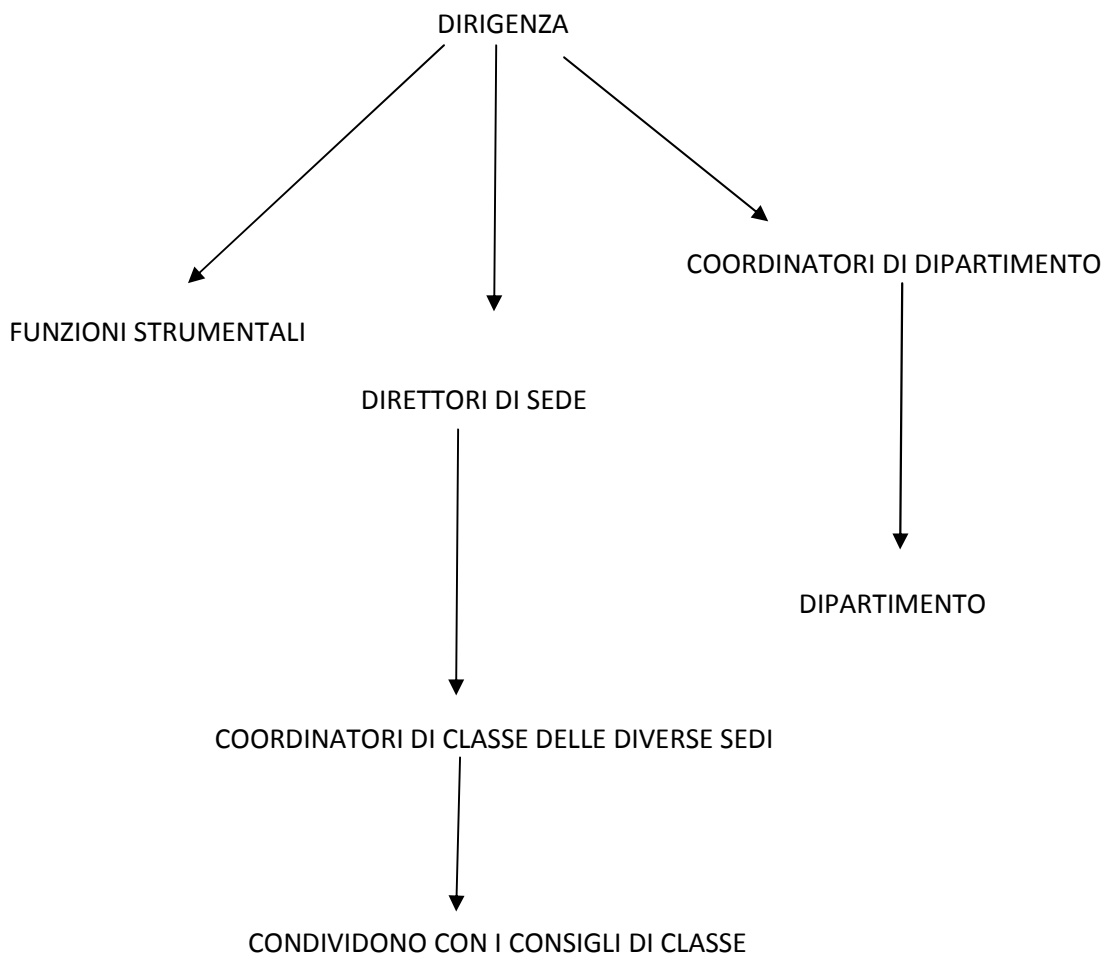 DIRIGENZA
COORDINATORI DI DIPARTIMENTO
FUNZIONI STRUMENTALI
DIRETTORI DI SEDE
DIPARTIMENTO
COORDINATORI DI CLASSE DELLE DIVERSE SEDI
CONDIVIDONO CON I CONSIGLI DI CLASSE